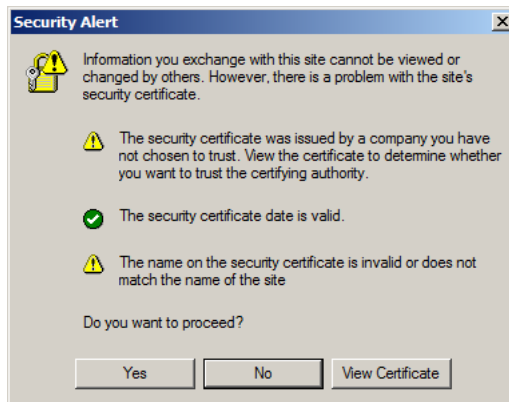 Security Alert
Information you exchange with this site cannot be viewed or
changed by others. However, there is a problem with the site's
security certificate.
The security certificate was issued by a company you have
not chosen to trust. View the certificate to determine whether
you want to trust the certifying authority.
The security certificate date is valid.
The name on the security certificate is invalid or does not
match the name of the site
Do you want to proceed?
Yes No View Certificate